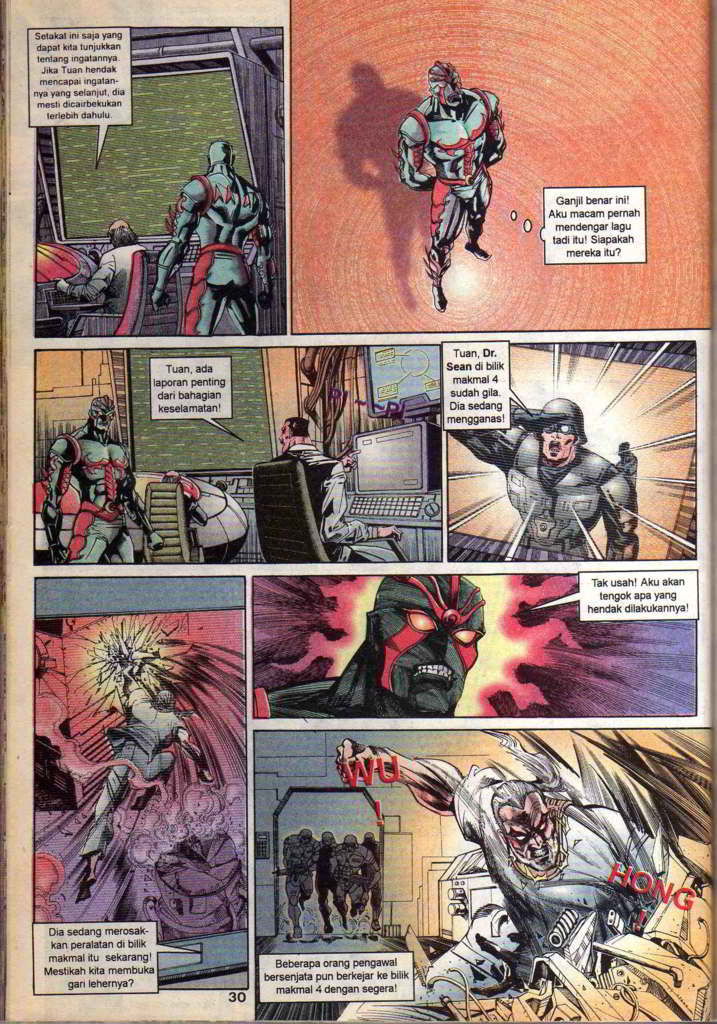 Setakat ini saja yang
dapat kita tunjukkan
tentang ingatannya.
Jika Tuan hendak
mencapai ingatan-
nya yang selanjut, dia
mesti dicairbekukan
terlebih dahulu.
Ganjil benar ini!
Aku macam pernah
mendengar lagu
tadi itu! Siapakah
mereka itu?
Tuan, ada
laporan penting
dari bahagian
keselamatan!
DI~~DI
Tuan, Dr.
Sean di bilik
makmal 4
sudah gila.
Dia sedang
mengganas!
Tak usah! Aku akan
tengok apa yang
hendak dilakukannya!
Dia sedang merosak-
kan peralatan di bilik
makmal itu sekarang!
Mestikah kita membuka
gari lehernya?
WU
!
HONG
!
Beberapa orang pengawal
bersenjata pun berkejar ke bilik
makmal 4 dengan segera!
30